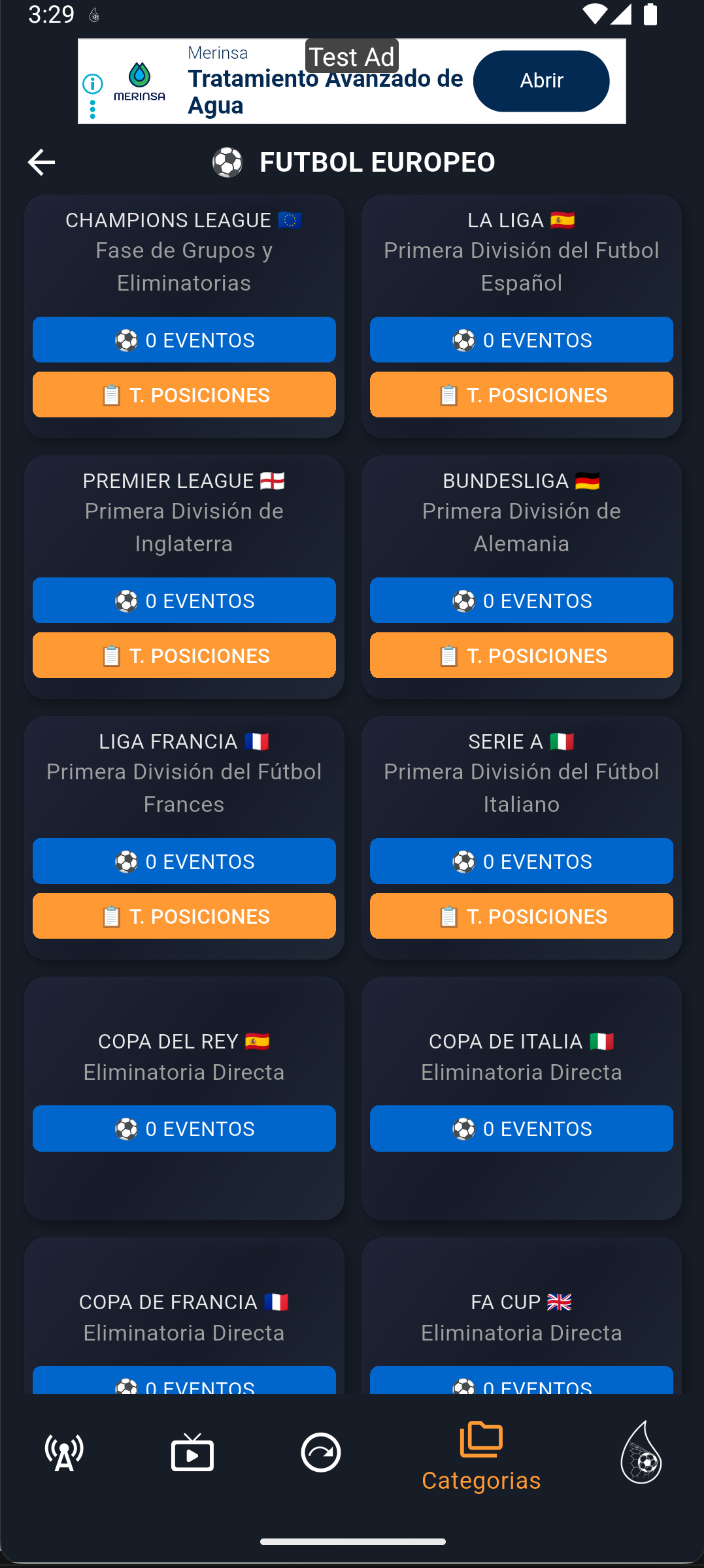 3:29
Test Ad
Merinsa
Tratamiento Avanzado de
Agua
MERINSA
Abrir
FUTBOL EUROPEO
CHAMPIONS LEAGUE 🇪🇺
Fase de Grupos y
Eliminatorias
⚽ 0 EVENTOS
📋 T. POSICIONES
LA LIGA 🇪🇸
Primera División del Futbol
Español
⚽ 0 EVENTOS
📋 T. POSICIONES
PREMIER LEAGUE 🏴󠁧󠁢󠁥󠁮󠁧󠁿
Primera División de
Inglaterra
⚽ 0 EVENTOS
📋 T. POSICIONES
BUNDESLIGA 🇩🇪
Primera División de
Alemania
⚽ 0 EVENTOS
📋 T. POSICIONES
LIGA FRANCIA 🇫🇷
Primera División del Fútbol
Frances
⚽ 0 EVENTOS
📋 T. POSICIONES
SERIE A 🇮🇹
Primera División del Fútbol
Italiano
⚽ 0 EVENTOS
📋 T. POSICIONES
COPA DEL REY 🇪🇸
Eliminatoria Directa
⚽ 0 EVENTOS
COPA DE ITALIA 🇮🇹
Eliminatoria Directa
⚽ 0 EVENTOS
COPA DE FRANCIA 🇫🇷
Eliminatoria Directa
⚽ 0 EVENTOS
FA CUP 🇬🇧
Eliminatoria Directa
⚽ 0 EVENTOS
Categorias